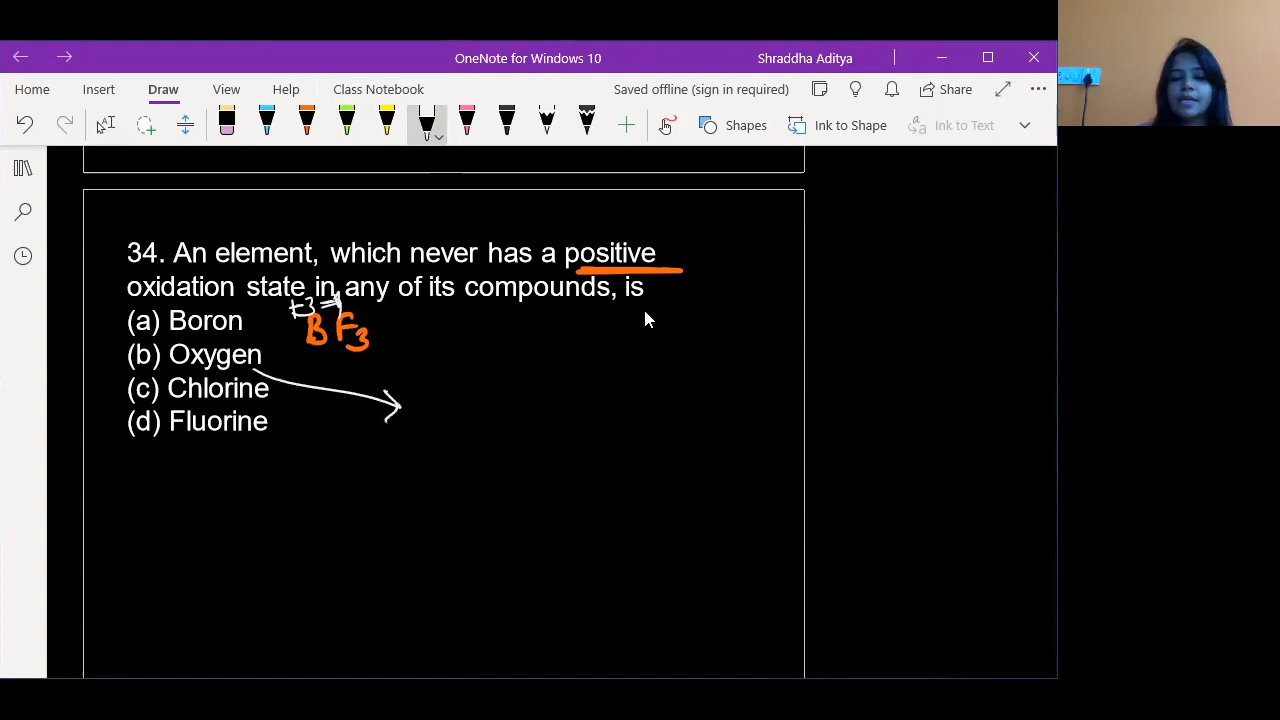 OneNote for Windows 10
Shraddha Aditya
Home Insert Draw View Help Class Notebook
Saved offline (sign in required)
Share
Shapes
Ink to Shape
Ink to Text
34. An element, which never has a positive
oxidation state in any of its compounds, is
+3 -1
(a) Boron
BF3
(b) Oxygen
(c) Chlorine
(d) Fluorine